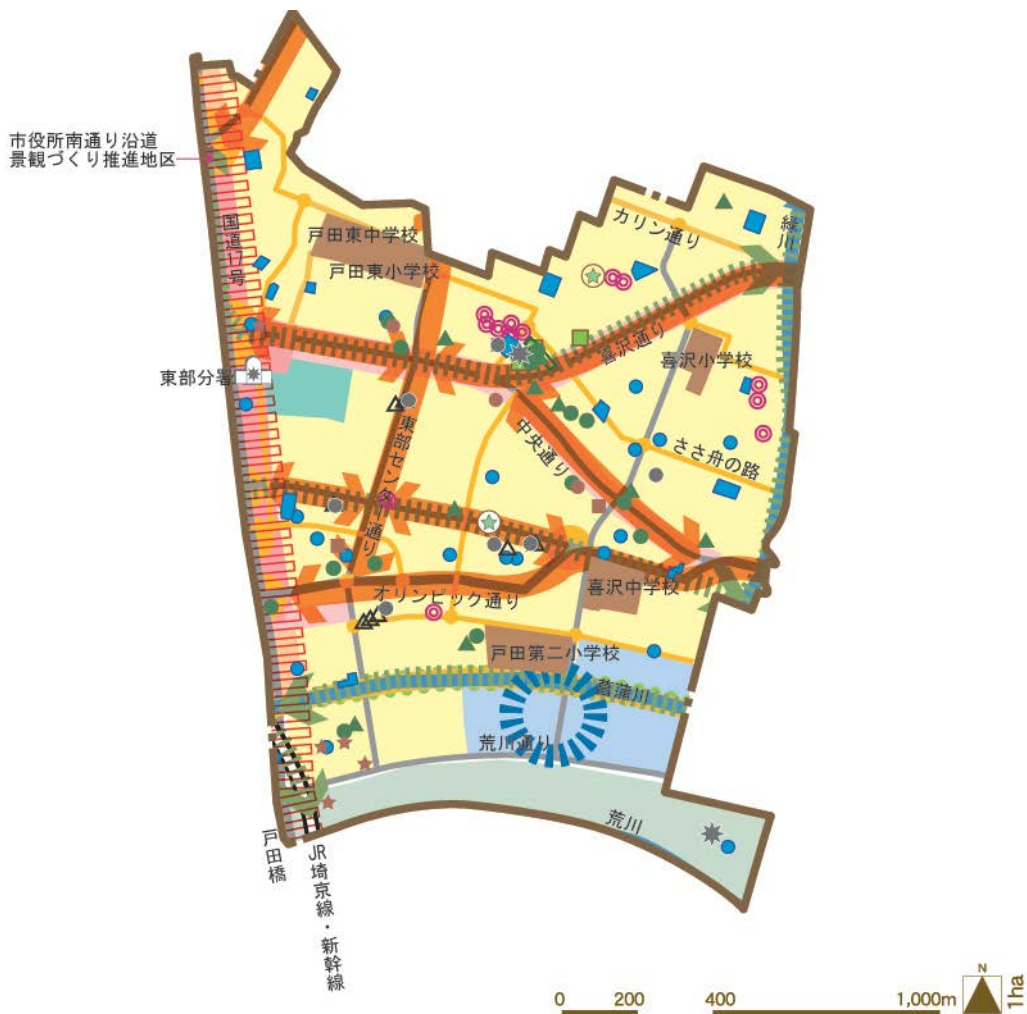 市役所南通り沿道
景観づくり推進地区
国道17号
戸田東中学校
戸田東小学校
カリン通り
緑川
喜沢通り
喜沢小学校
東部分署
東部センター通り
中央通り
ささ舟の路
オリンピック通り
喜沢中学校
戸田第二小学校
菖蒲川
荒川通り
荒川
戸田橋
JR埼京線・新幹線
0 200 400 1,000m
N
1ha